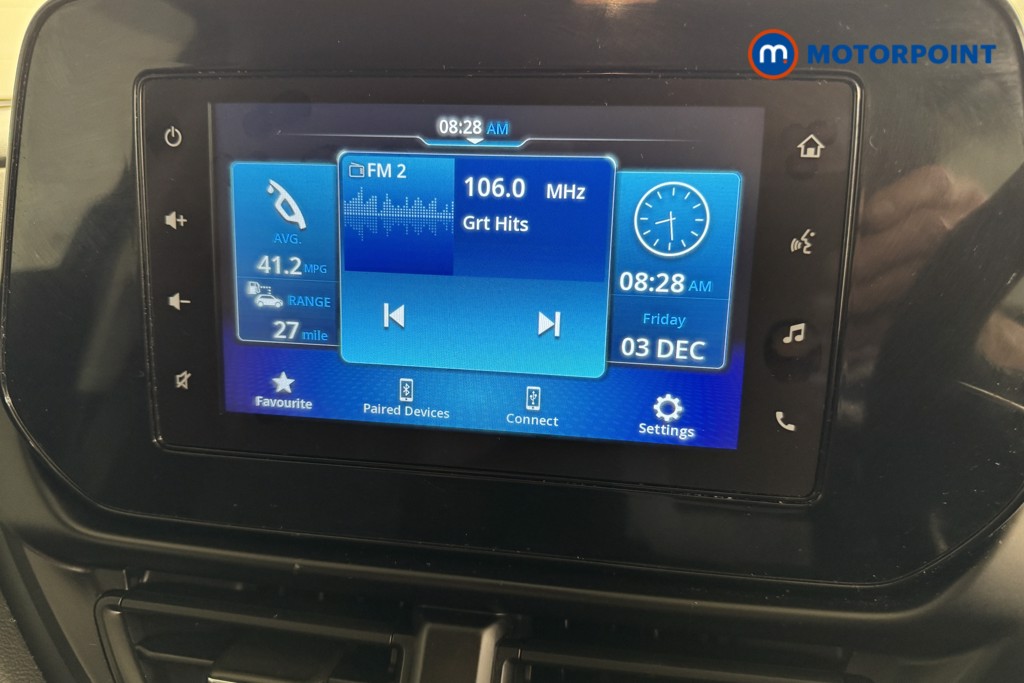 m MOTORPOINT
08:28 AM
FM 2
106.0 MHz
Grt Hits
AVG.
41.2 MPG
RANGE
27 mile
08:28 AM
Friday
03 DEC
Favourite
Paired Devices
Connect
Settings